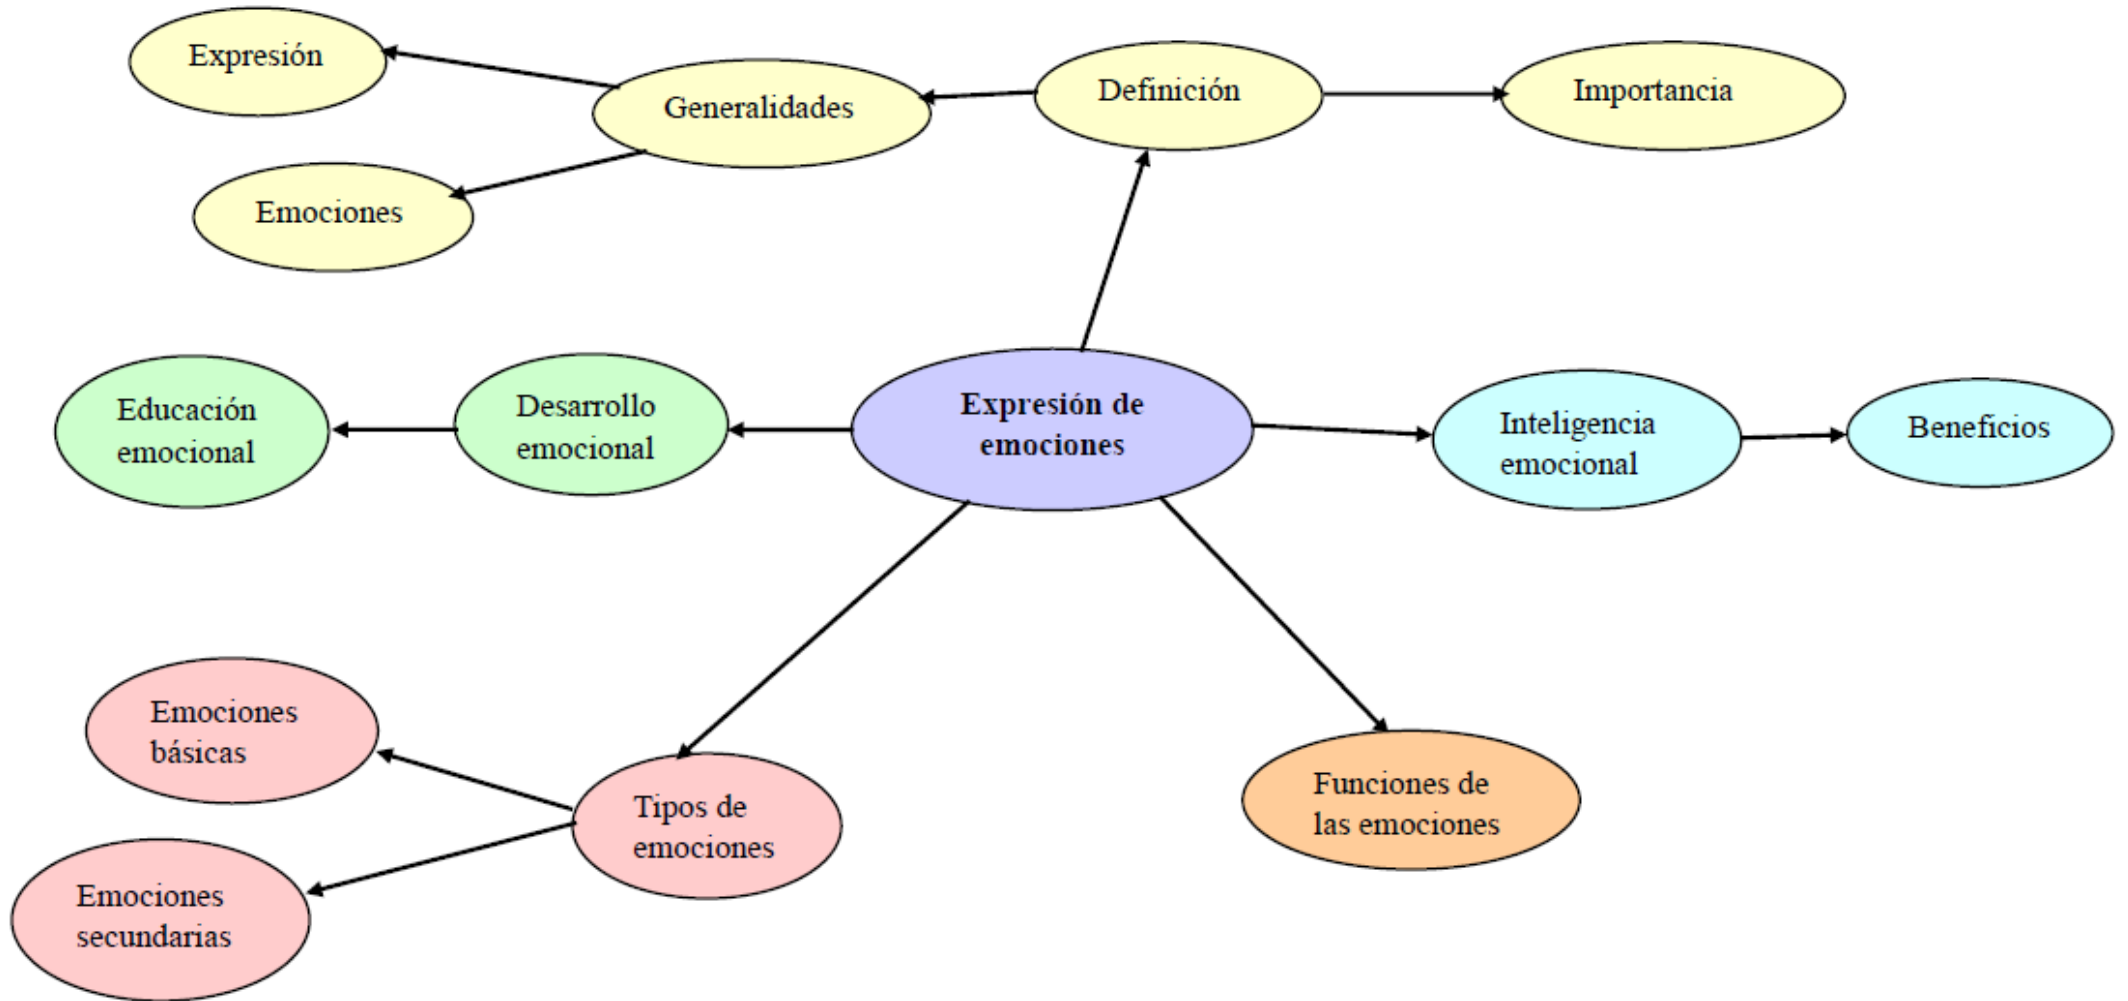 Expresión
Generalidades
Definición
Importancia
Emociones
Educación
emocional
Desarrollo
emocional
Expresión de
emociones
Inteligencia
emocional
Beneficios
Emociones
básicas
Tipos de
emociones
Funciones de
las emociones
Emociones
secundarias